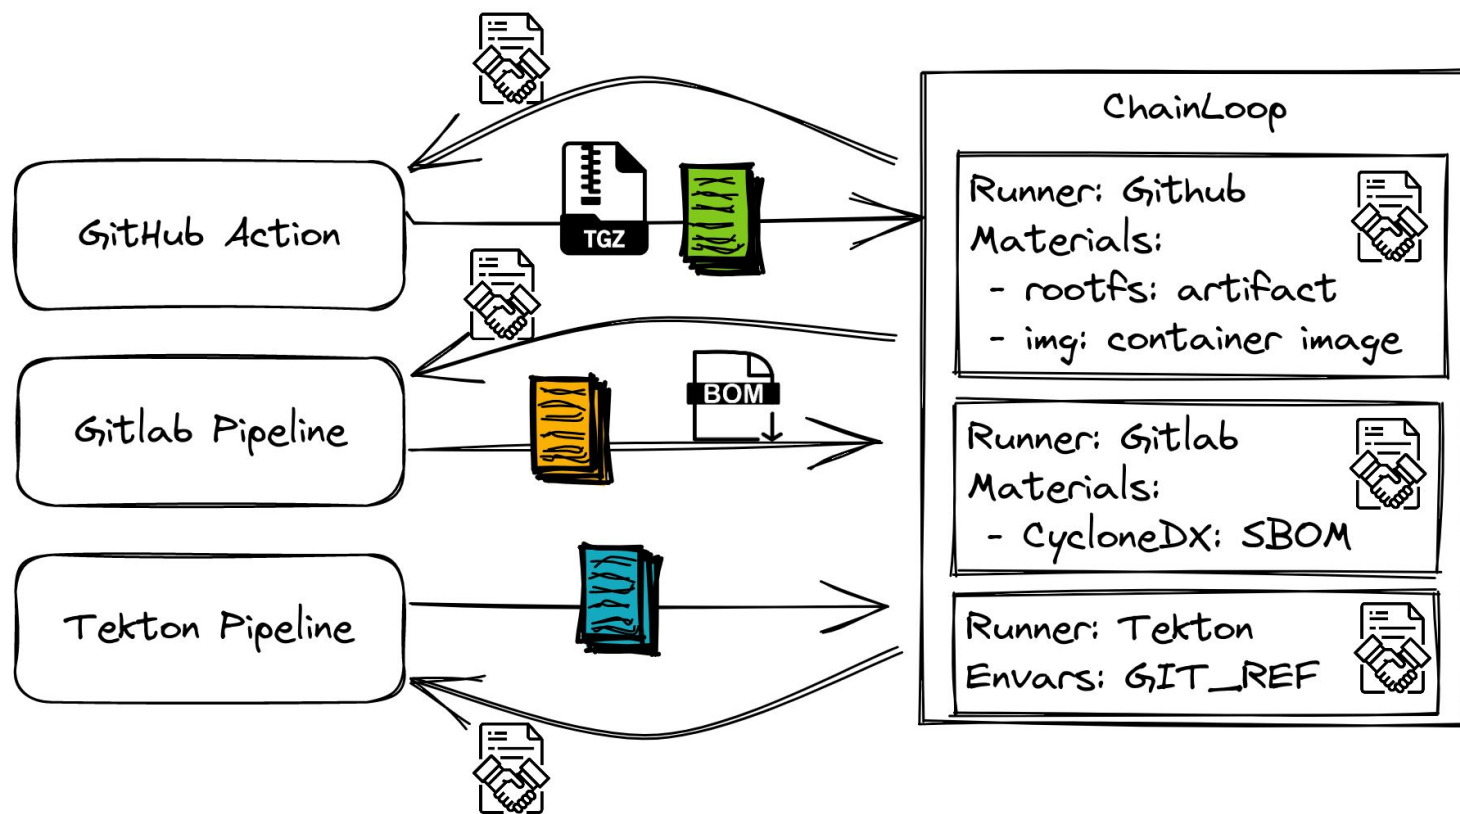 ChainLoop
GitHub Action
TGZ
Runner: Github
Materials:
- rootfs: artifact
- img: container image
Gitlab Pipeline
BOM
Runner: Gitlab
Materials:
- CycloneDX: SBOM
Tekton Pipeline
Runner: Tekton
Envars: GIT_REF